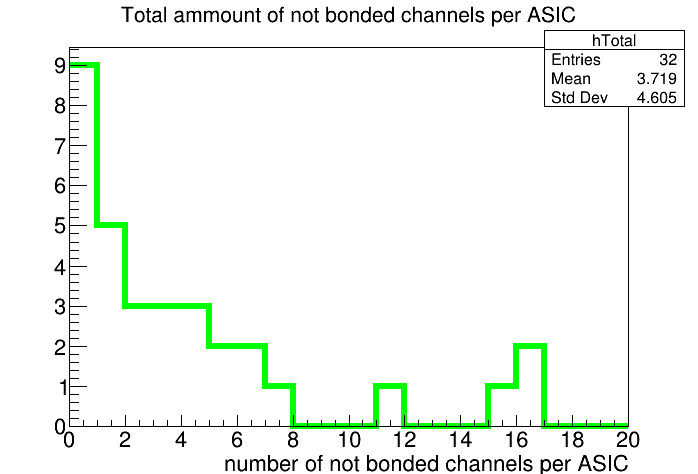 Total ammount of not bonded channels per ASIC
hTotal
Entries 32
Mean 3.719
Std Dev 4.605
9
8
7
6
5
4
3
2
1
0
0 2 4 6 8 10 12 14 16 18 20
number of not bonded channels per ASIC